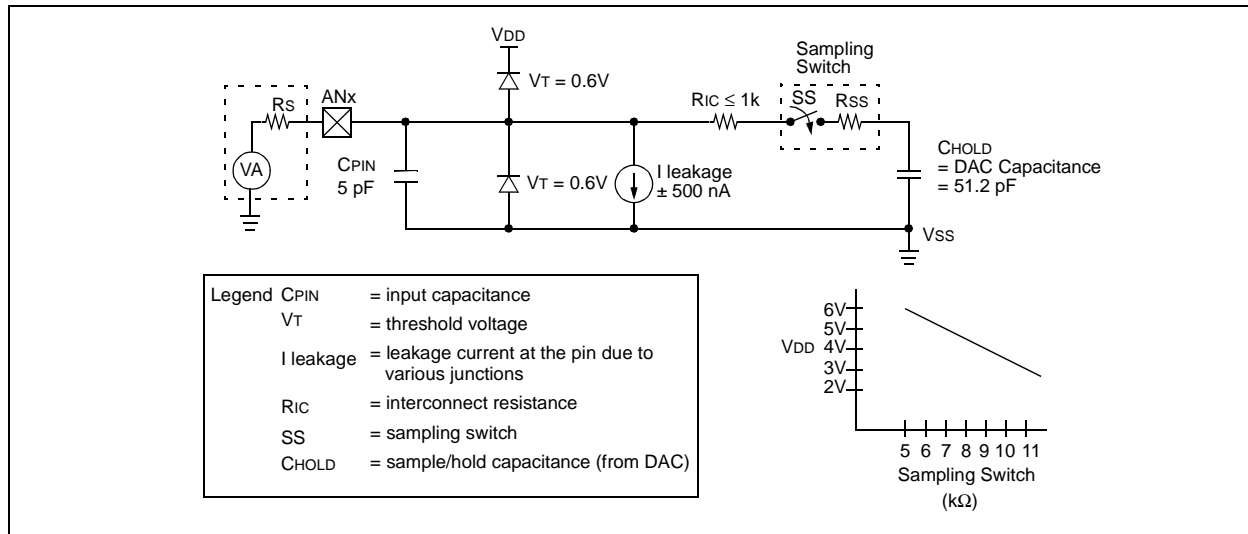 VDD
Sampling
Switch
VT = 0.6V
ANx
RS
RIC ≤ 1k
SS
RSS
VA
CPIN
5 pF
VT = 0.6V
I leakage
± 500 nA
CHOLD
= DAC Capacitance
= 51.2 pF
VSS
Legend CPIN = input capacitance
VT = threshold voltage
I leakage = leakage current at the pin due to
various junctions
RIC = interconnect resistance
SS = sampling switch
CHOLD = sample/hold capacitance (from DAC)
6V
5V
VDD 4V
3V
2V
5 6 7 8 9 10 11
Sampling Switch
(kΩ)